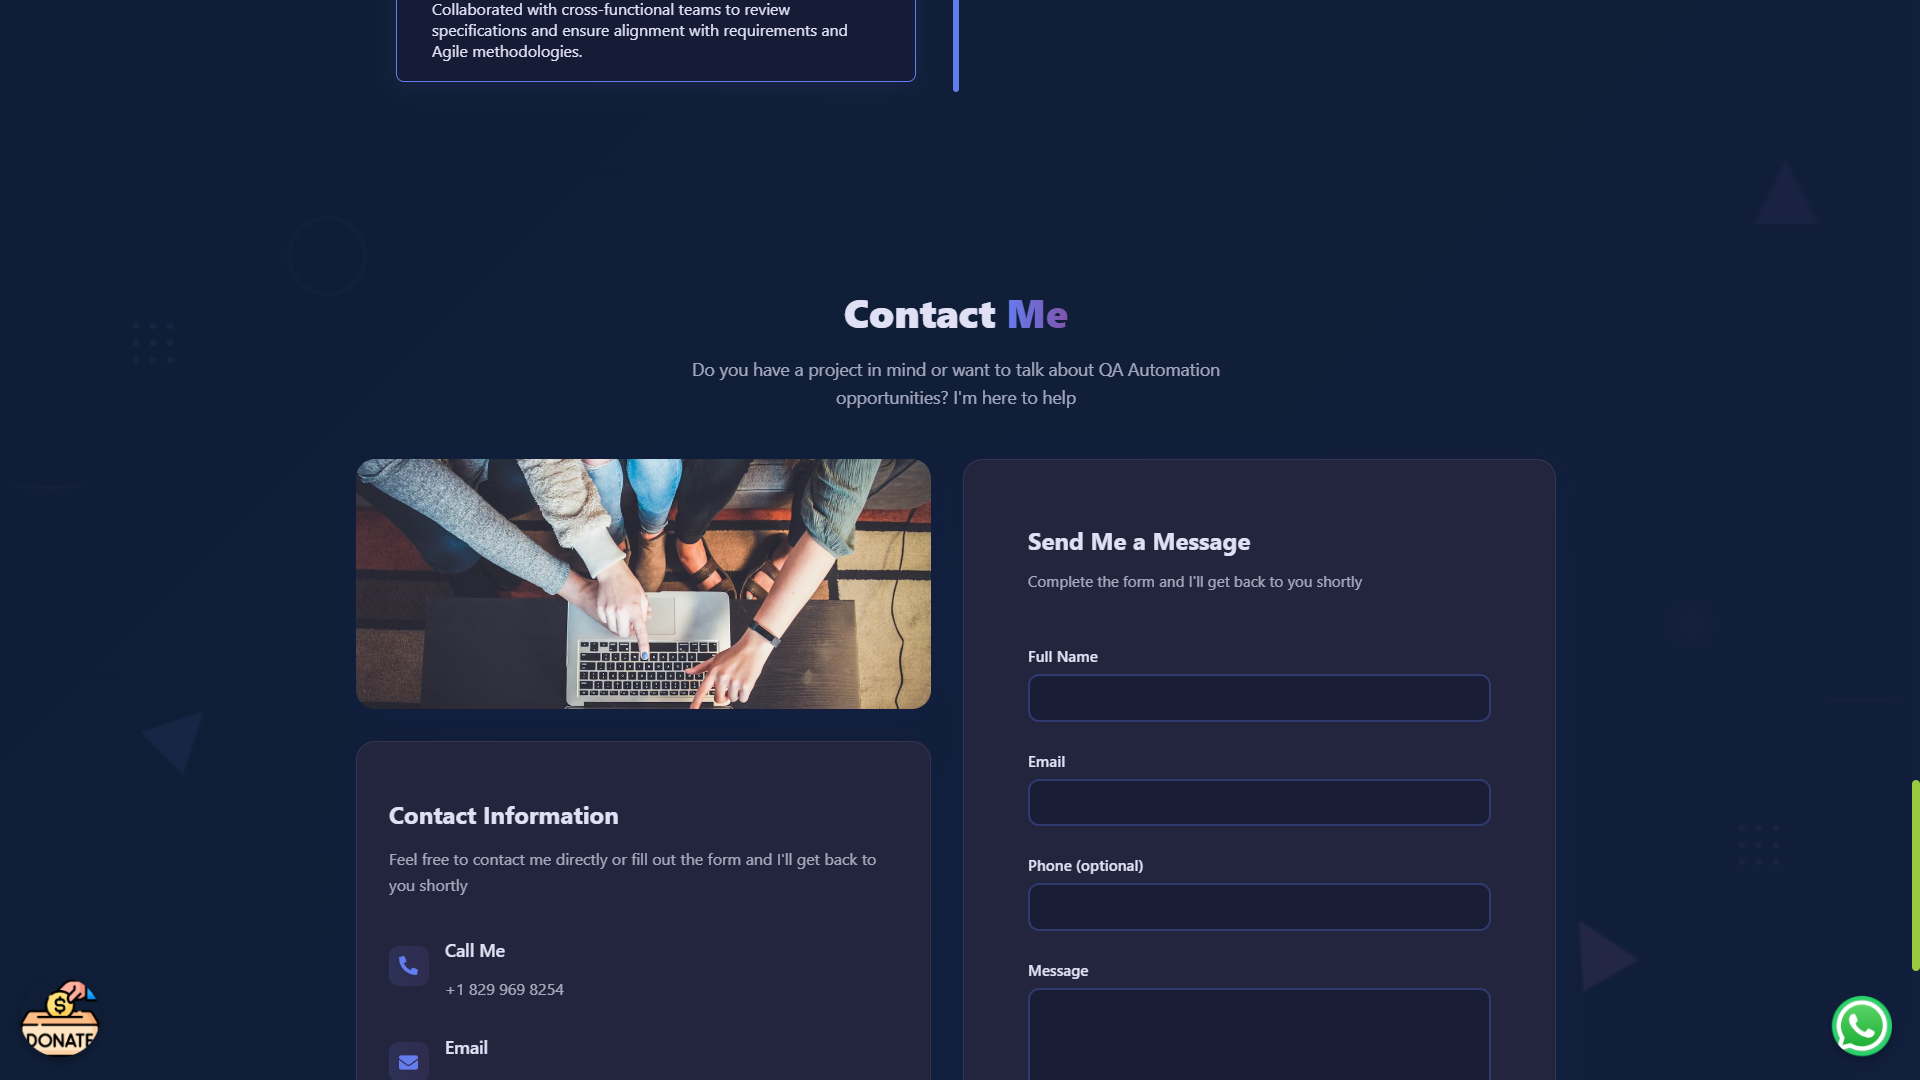 Collaborated with cross-functional teams to review
specifications and ensure alignment with requirements and
Agile methodologies.
Contact Me
Do you have a project in mind or want to talk about QA Automation
opportunities? I'm here to help
Contact Information
Feel free to contact me directly or fill out the form and I'll get back to
you shortly
Call Me
+1 829 969 8254
Email
Send Me a Message
Complete the form and I'll get back to you shortly
Full Name
Email
Phone (optional)
Message
$
DONATE